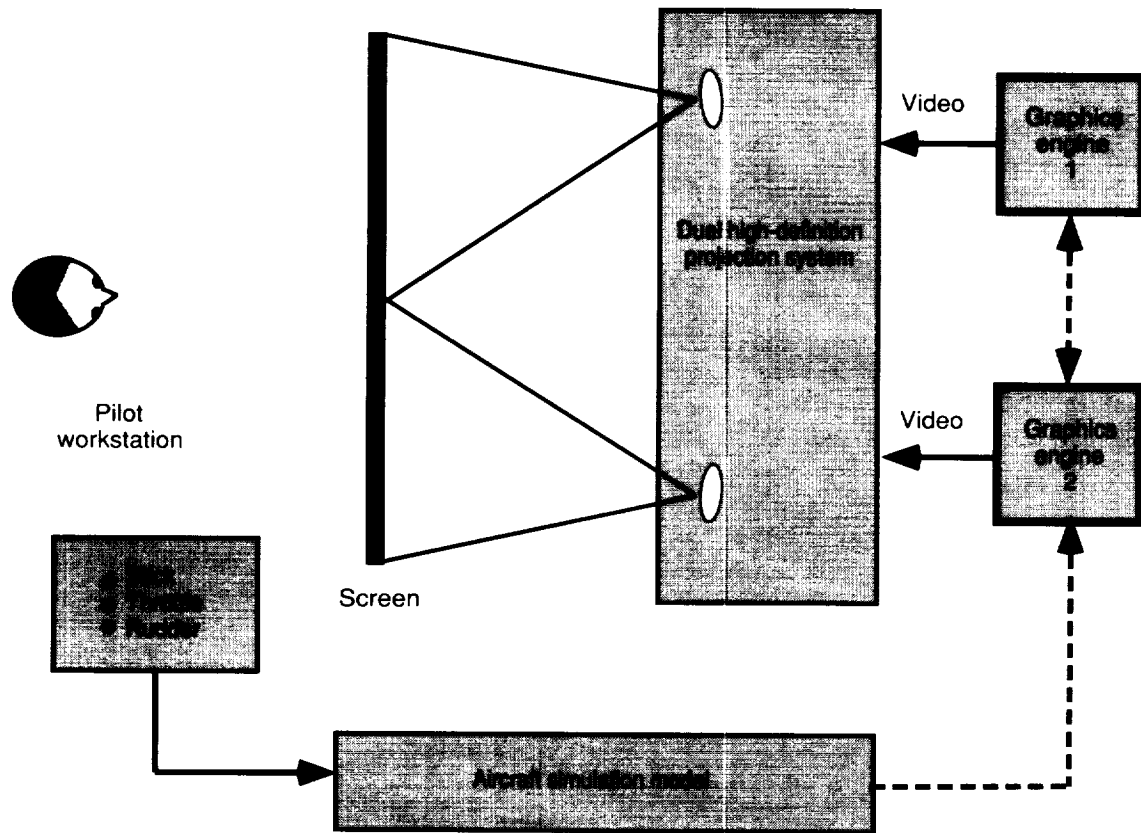 Video
Graphics
engine
1
Dual high-definition
projection system
Pilot
workstation
Video
Graphics
engine
2
Screen
• Stick
• Throttle
• Rudder
Aircraft simulation model